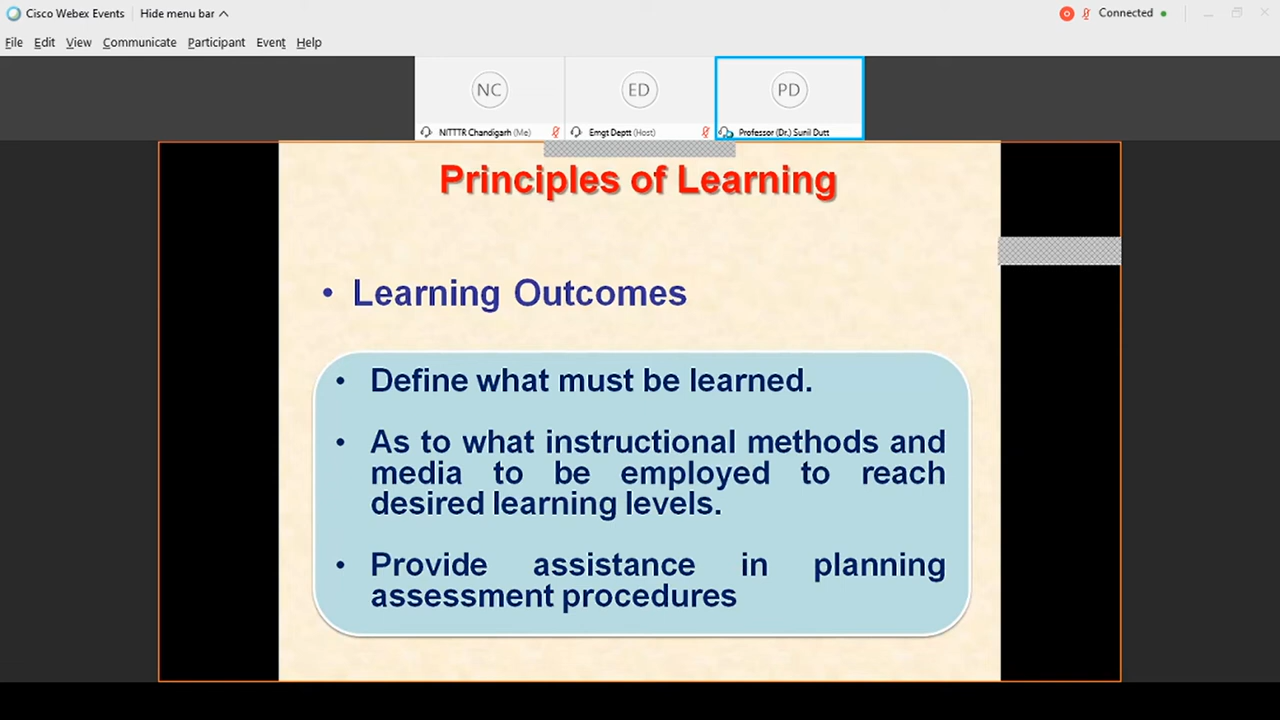 Cisco Webex Events Hide menu bar Connected
File Edit View Communicate Participant Event Help
NC ED PD
NITTTR Chandigarh (Me) Emgt Deptt (Host) Professor (Dr.) Sunil Dutt
Principles of Learning
• Learning Outcomes
• Define what must be learned.
• As to what instructional methods and
media to be employed to reach
desired learning levels.
• Provide assistance in planning
assessment procedures